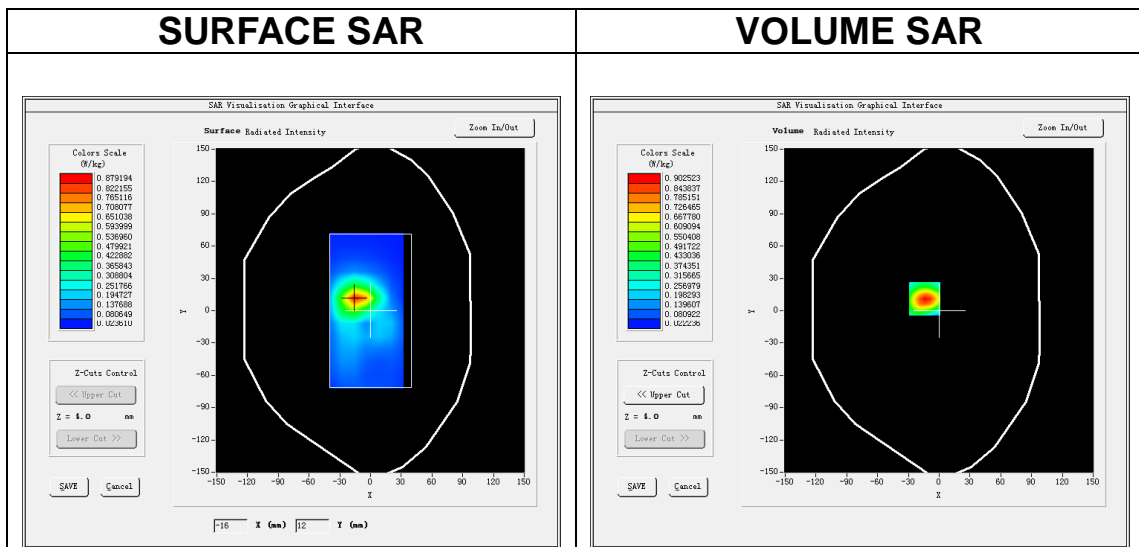 SURFACE SAR
VOLUME SAR
SAR Visualisation Graphical Interface
Surface Radiated Intensity
Zoom In/Out
Colors Scale
(W/kg)
0.879194
0.822155
0.765116
0.708077
0.651038
0.593999
0.536960
0.479921
0.422882
0.365843
0.308804
0.251766
0.194727
0.137688
0.080649
0.023610
Z-Cuts Control
<< Upper Cut
Z = 4.0 mm
Lower Cut >>
SAVE
Cancel
150
120
90
60
30
0
-30
-60
-90
-120
-150
Y
-150 -120 -90 -60 -30 0 30 60 90 120 150
X
-16 X (mm) 12 Y (mm)
SAR Visualisation Graphical Interface
Volume Radiated Intensity
Zoom In/Out
Colors Scale
(W/kg)
0.902523
0.843837
0.785151
0.726465
0.667780
0.609094
0.550408
0.491722
0.433036
0.374351
0.315665
0.256979
0.198293
0.139607
0.080922
0.022236
Z-Cuts Control
<< Upper Cut
Z = 4.0 mm
Lower Cut >>
SAVE
Cancel
150
120
90
60
30
0
-30
-60
-90
-120
-150
Y
-150 -120 -90 -60 -30 0 30 60 90 120 150
X